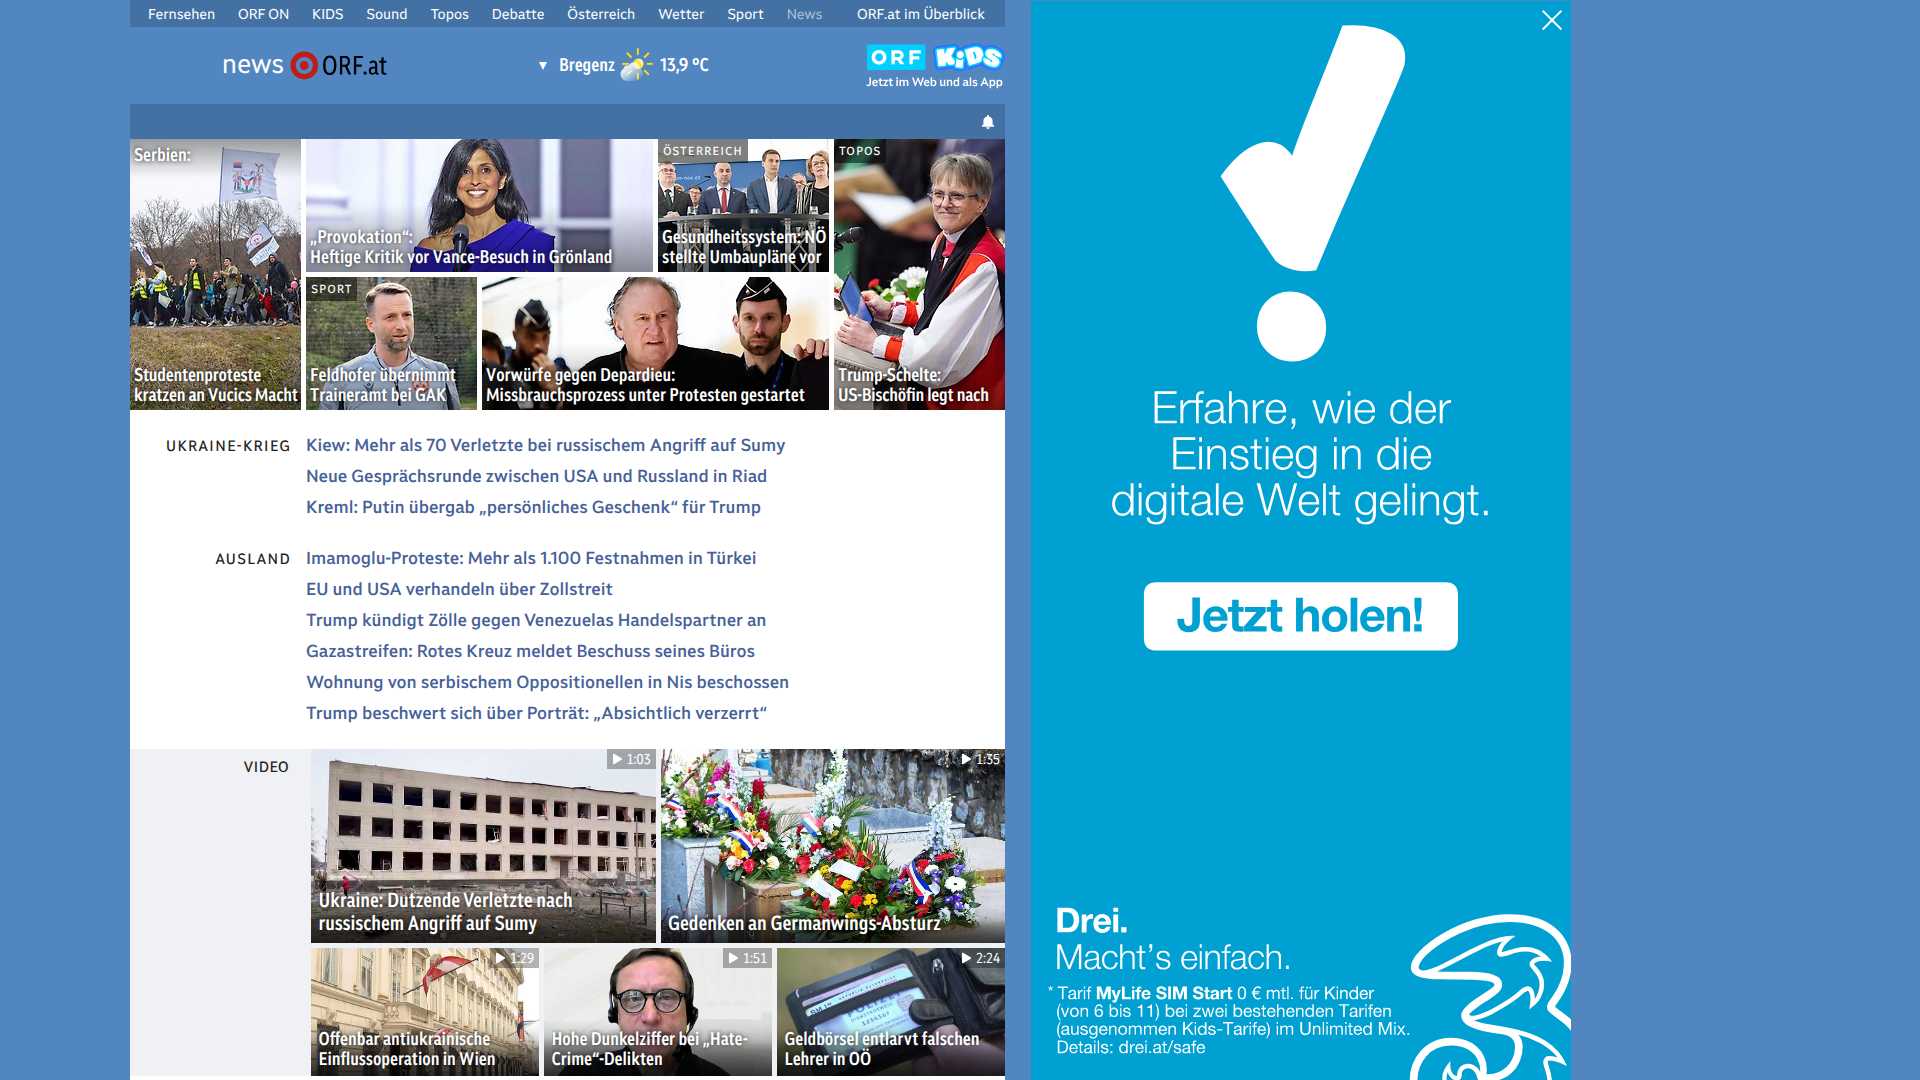 Fernsehen ORF ON KIDS Sound Topos Debatte Österreich Wetter Sport News ORF.at im Überblick
news ORF.at
▼ Bregenz 13,9 °C
ORF KiDS
Jetzt im Web und als App
Serbien:
Studentenproteste
kratzen an Vucics Macht
„Provokation“:
Heftige Kritik vor Vance-Besuch in Grönland
ÖSTERREICH
Gesundheitssystem: NÖ
stellte Umbaupläne vor
TOPOS
Trump-Schelte:
US-Bischöfin legt nach
SPORT
Feldhofer übernimmt
Traineramt bei GAK
Vorwürfe gegen Depardieu:
Missbrauchsprozess unter Protesten gestartet
UKRAINE-KRIEG
Kiew: Mehr als 70 Verletzte bei russischem Angriff auf Sumy
Neue Gesprächsrunde zwischen USA und Russland in Riad
Kreml: Putin übergab „persönliches Geschenk“ für Trump
AUSLAND
Imamoglu-Proteste: Mehr als 1.100 Festnahmen in Türkei
EU und USA verhandeln über Zollstreit
Trump kündigt Zölle gegen Venezuelas Handelspartner an
Gazastreifen: Rotes Kreuz meldet Beschuss seines Büros
Wohnung von serbischem Oppositionellen in Nis beschossen
Trump beschwert sich über Porträt: „Absichtlich verzerrt“
VIDEO
1:03
Ukraine: Dutzende Verletzte nach
russischem Angriff auf Sumy
1:35
Gedenken an Germanwings-Absturz
1:29
Offenbar antiukrainische
Einflussoperation in Wien
1:51
Hohe Dunkelziffer bei „Hate-
Crime“-Delikten
2:24
Geldbörsel entlarvt falschen
Lehrer in OÖ
Erfahre, wie der
Einstieg in die
digitale Welt gelingt.
Jetzt holen!
Drei.
Macht’s einfach.
* Tarif MyLife SIM Start 0 € mtl. für Kinder
(von 6 bis 11) bei zwei bestehenden Tarifen
(ausgenommen Kids-Tarife) im Unlimited Mix.
Details: drei.at/safe